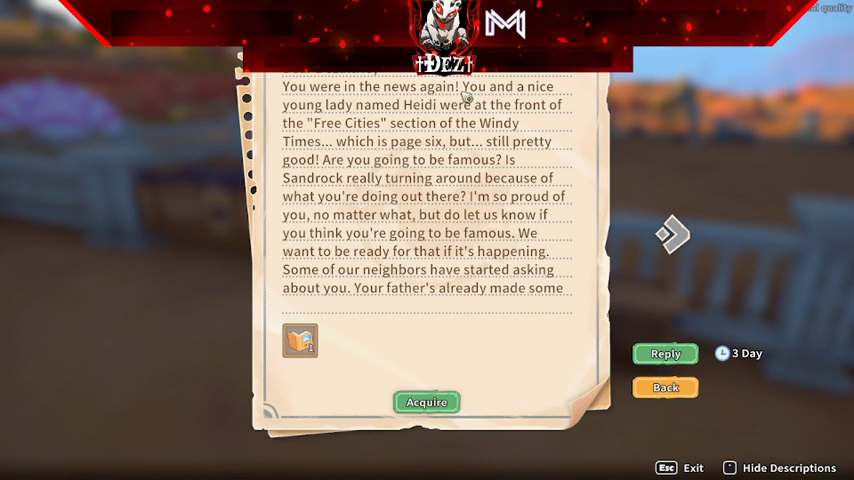 quality
†DEZ†
You were in the news again! You and a nice
young lady named Heidi were at the front of
the "Free Cities" section of the Windy
Times... which is page six, but... still pretty
good! Are you going to be famous? Is
Sandrock really turning around because of
what you're doing out there? I'm so proud of
you, no matter what, but do let us know if
you think you're going to be famous. We
want to be ready for that if it's happening.
Some of our neighbors have started asking
about you. Your father's already made some
1
Reply
3 Day
Back
Acquire
Esc Exit
Hide Descriptions